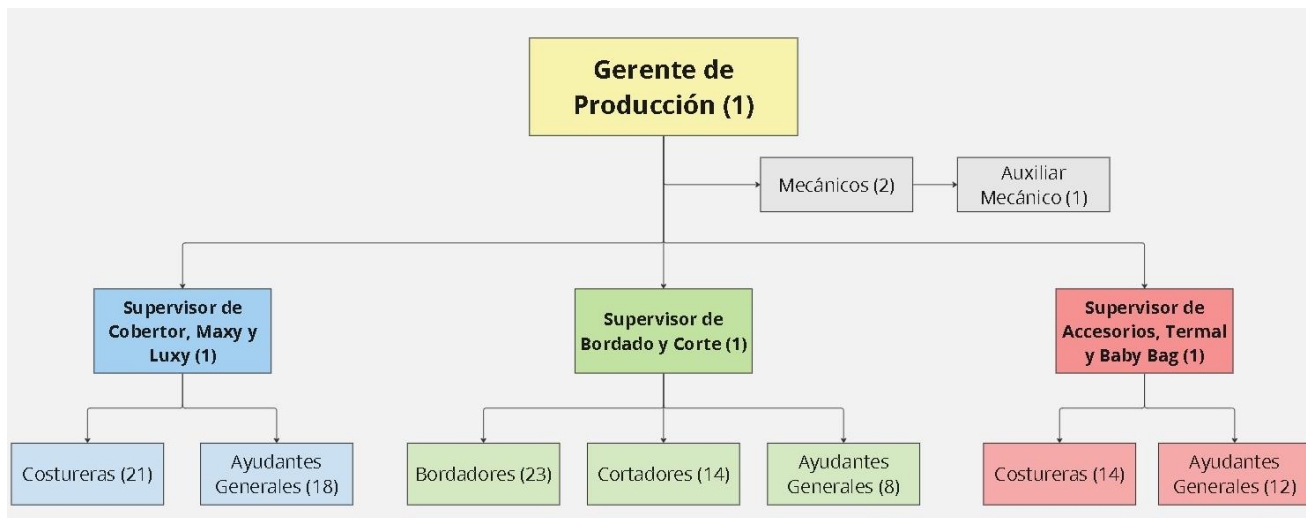 Gerente de
Producción (1)
Mecánicos (2)
Auxiliar
Mecánico (1)
Supervisor de
Cobertor, Maxy y
Luxy (1)
Supervisor de
Bordado y Corte (1)
Supervisor de
Accesorios, Termal
y Baby Bag (1)
Costureras (21)
Ayudantes
Generales (18)
Bordadores (23)
Cortadores (14)
Ayudantes
Generales (8)
Costureras (14)
Ayudantes
Generales (12)